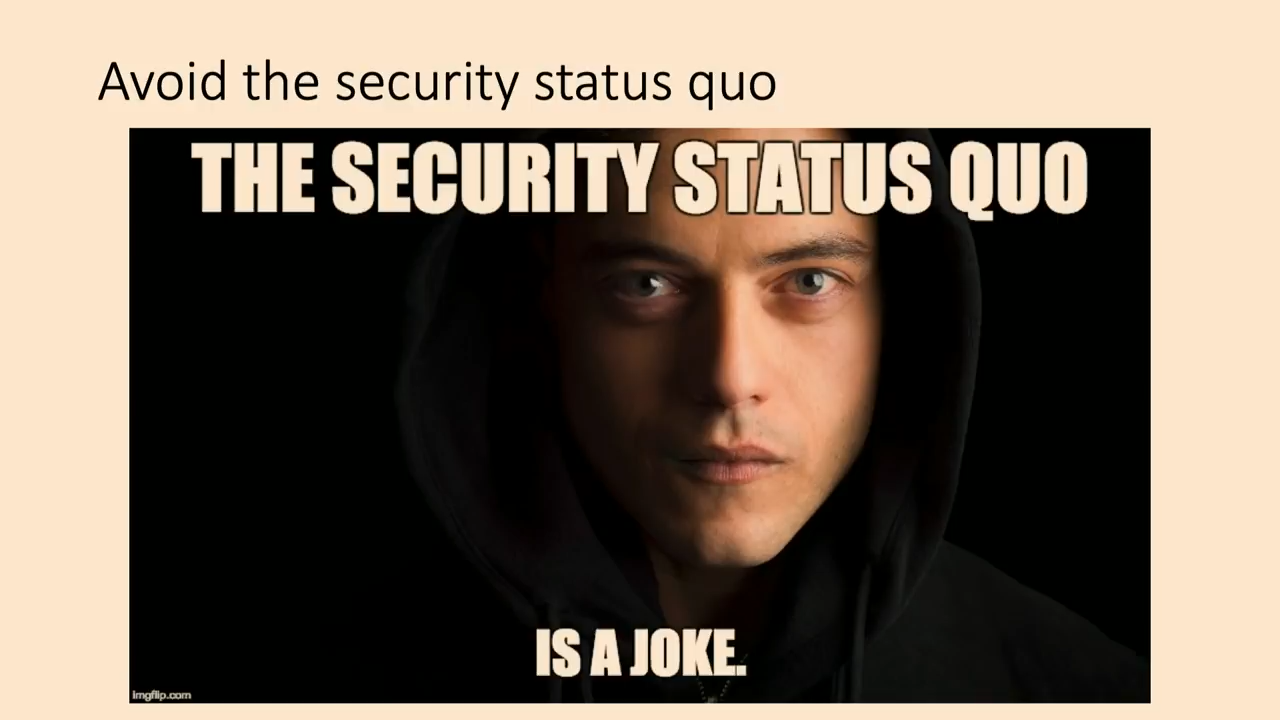 Avoid the security status quo
THE SECURITY STATUS QUO
IS A JOKE.
imgflip.com